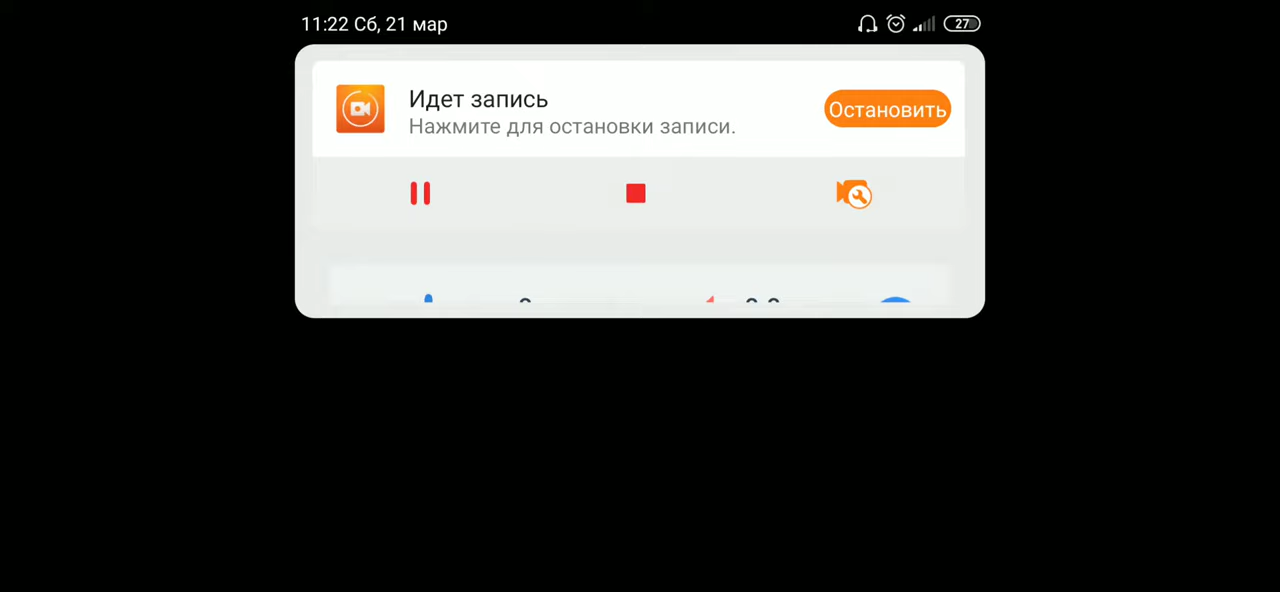 11:22 Сб, 21 мар
27
Идет запись
Нажмите для остановки записи.
Остановить